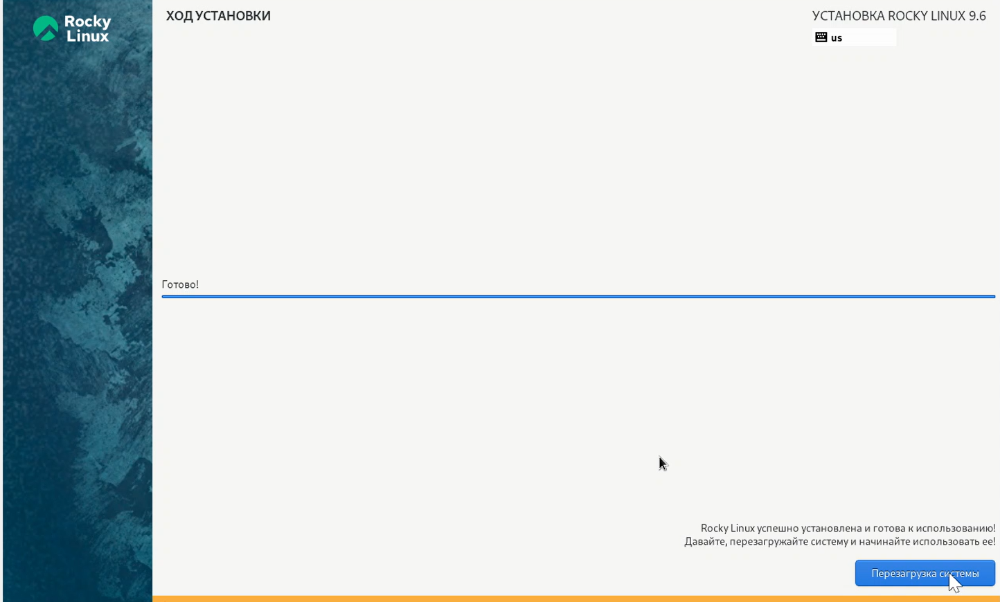 Rocky
Linux
ХОД УСТАНОВКИ
УСТАНОВКА ROCKY LINUX 9.6
us
Готово!
Rocky Linux успешно установлена и готова к использованию!
Давайте, перезагружайте систему и начинайте использовать ее!
Перезагрузка системы